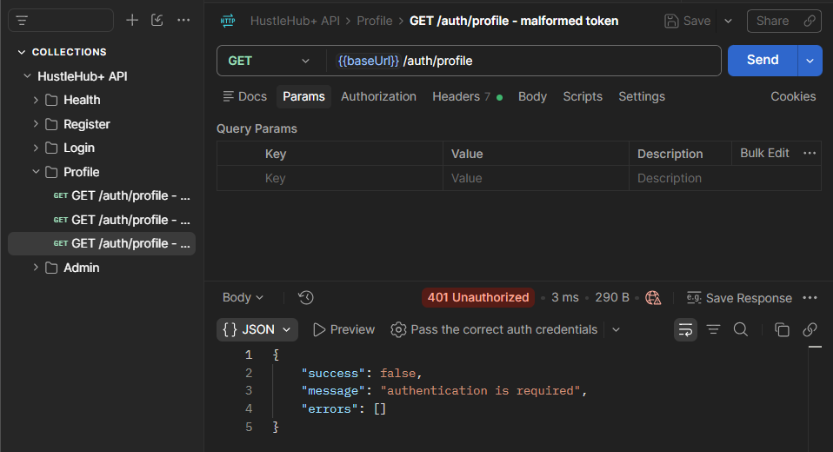 HTTP HustleHub+ API > Profile > GET /auth/profile - malformed token Save Share
COLLECTIONS
HustleHub+ API
Health
Register
Login
Profile
GET GET /auth/profile - ...
GET GET /auth/profile - ...
GET GET /auth/profile - ...
Admin
GET {{baseUrl}} /auth/profile Send
Docs Params Authorization Headers 7 Body Scripts Settings Cookies
Query Params
Key Value Description Bulk Edit ...
Key Value Description
Body 401 Unauthorized • 3 ms • 290 B • e.g. Save Response ...
{} JSON Preview Pass the correct auth credentials
1 {
2 "success": false,
3 "message": "authentication is required",
4 "errors": []
5 }